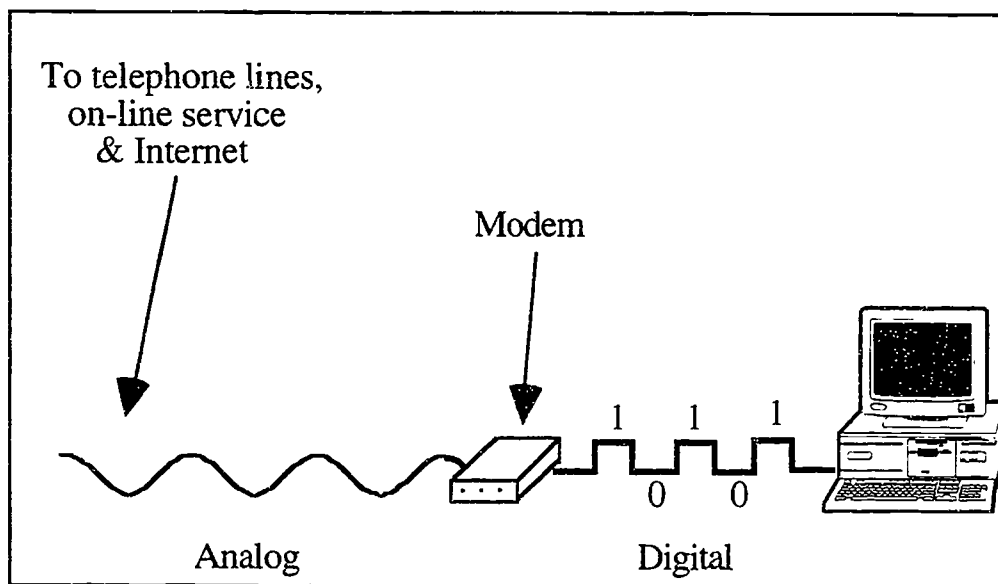 To telephone lines,
on-line service
& Internet
Modem
1 1 1
0 0
Analog Digital